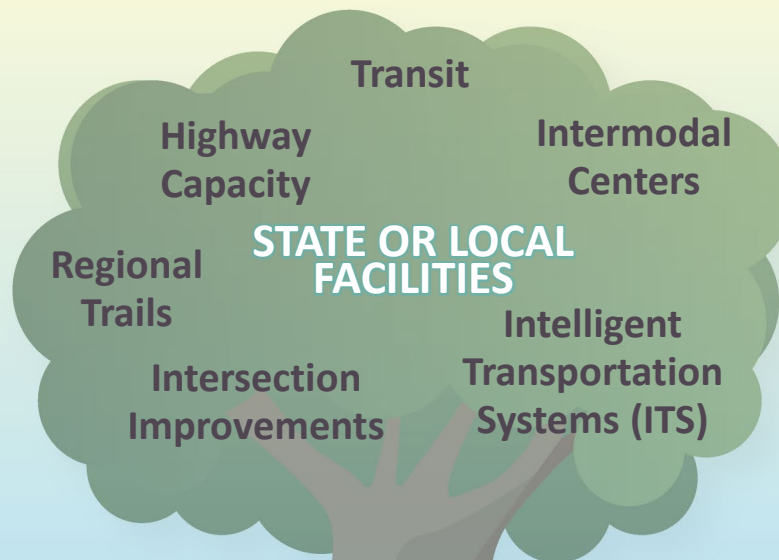 Transit
Highway
Capacity
Intermodal
Centers
STATE OR LOCAL
FACILITIES
Regional
Trails
Intelligent
Transportation
Systems (ITS)
Intersection
Improvements